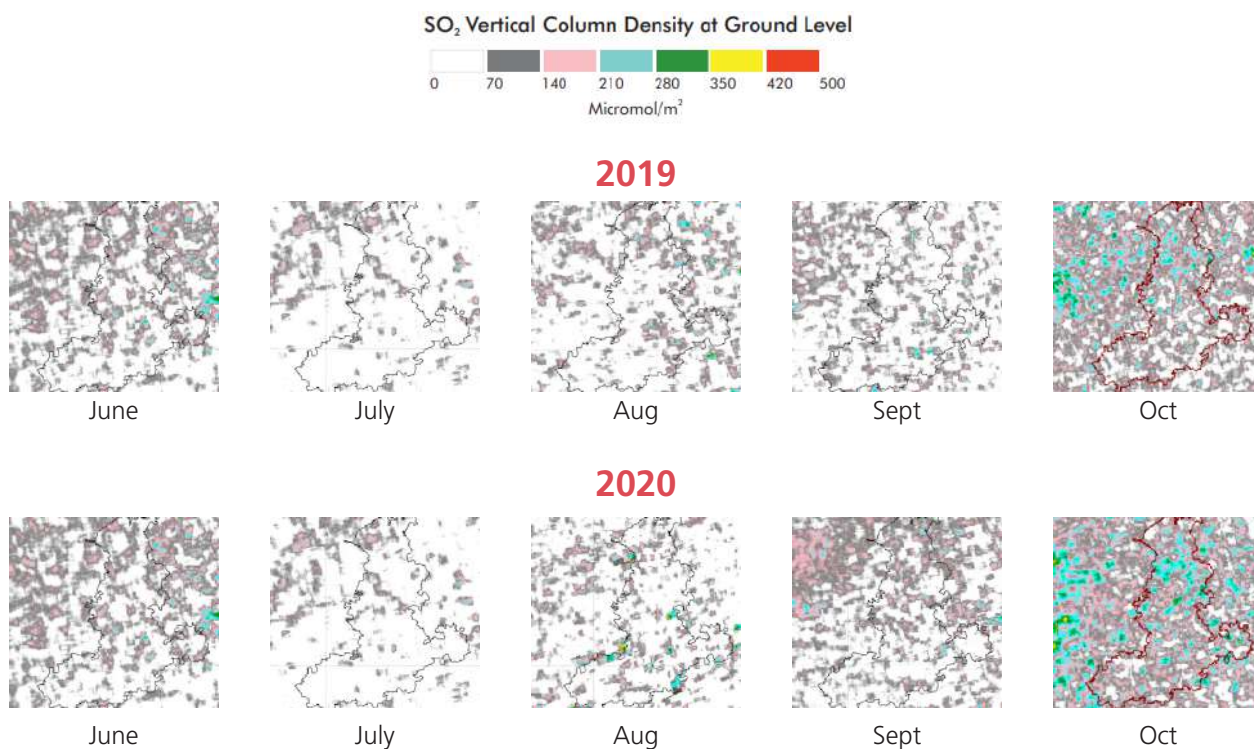 SO₂ Vertical Column Density at Ground Level
0 70 140 210 280 350 420 500
Micromol/m²
2019
June July Aug Sept Oct
2020
June July Aug Sept Oct